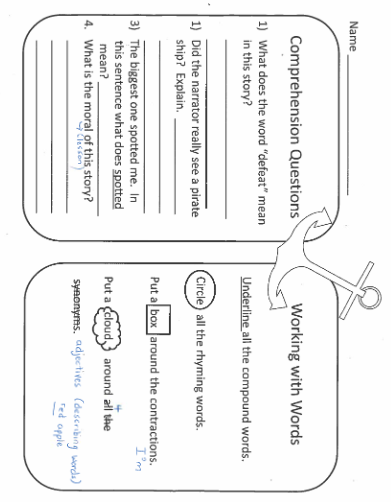 Name
Comprehension Questions
1) What does the word "defeat" mean
in this story?
1) Did the narrator really see a pirate
ship? Explain.
3) The biggest one spotted me. In
this sentence what does spotted
mean?
4. What is the moral of this story?
(lesson)
Working with Words
Underline all the compound words.
Circle all the rhyming words.
Put a box around the contractions.
I'm
4
Put a cloud around all the
synonyms. adjectives (describing words)
red apple